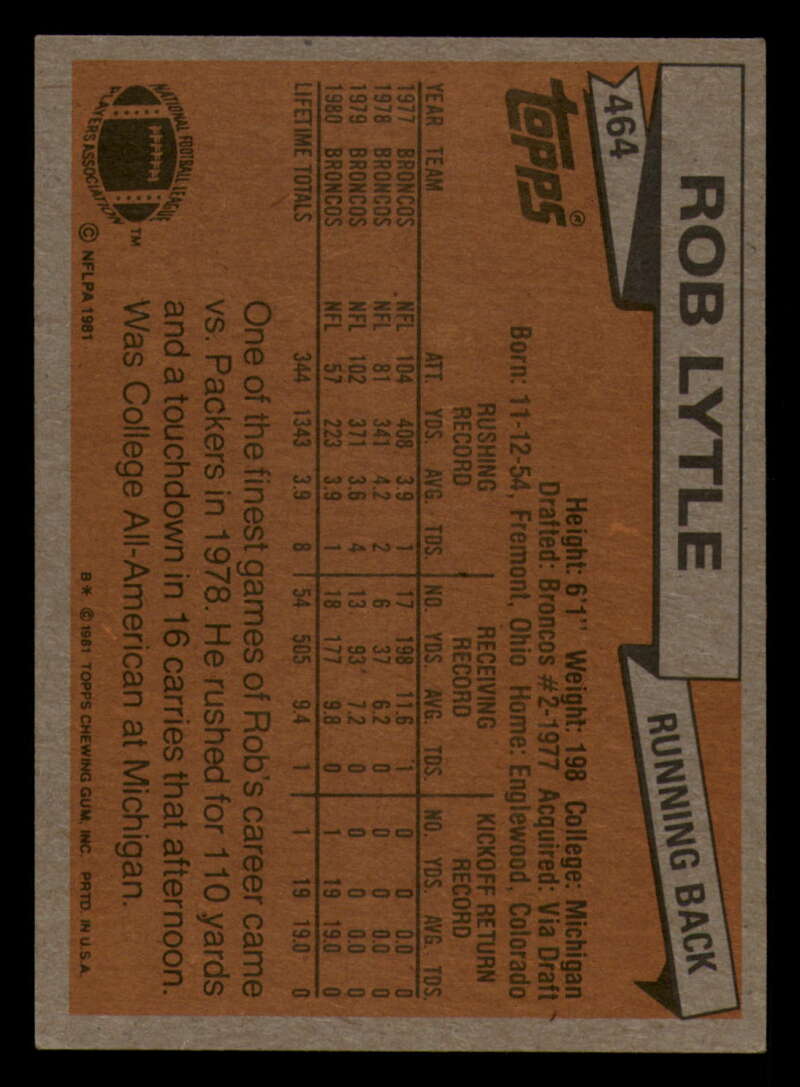 464
ROB LYTLE
RUNNING BACK
topps®
Height: 6'1" Weight: 198 College: Michigan
Drafted: Broncos #2-1977 Acquired: Via Draft
Born: 11-12-54, Fremont, Ohio Home: Englewood, Colorado
RUSHING RECORD RECEIVING RECORD KICKOFF RETURN RECORD
YEAR TEAM ATT. YDS. AVG. TDS. NO. YDS. AVG. TDS. NO. YDS. AVG. TDS.
1977 BRONCOS NFL 104 408 3.9 1 17 198 11.6 1 0 0 0.0 0
1978 BRONCOS NFL 81 341 4.2 2 6 37 6.2 0 0 0 0.0 0
1979 BRONCOS NFL 102 371 3.6 4 13 93 7.2 0 0 0 0.0 0
1980 BRONCOS NFL 57 223 3.9 1 18 177 9.8 0 1 19 19.0 0
LIFETIME TOTALS 344 1343 3.9 8 54 505 9.4 1 1 19 19.0 0
One of the finest games of Rob's career came
vs. Packers in 1978. He rushed for 110 yards
and a touchdown in 16 carries that afternoon.
Was College All-American at Michigan.
NATIONAL FOOTBALL LEAGUE
PLAYERS ASSOCIATION
NFLPA
TM
© NFLPA 1981
B* © 1981 TOPPS CHEWING GUM, INC. PRTD. IN U.S.A.